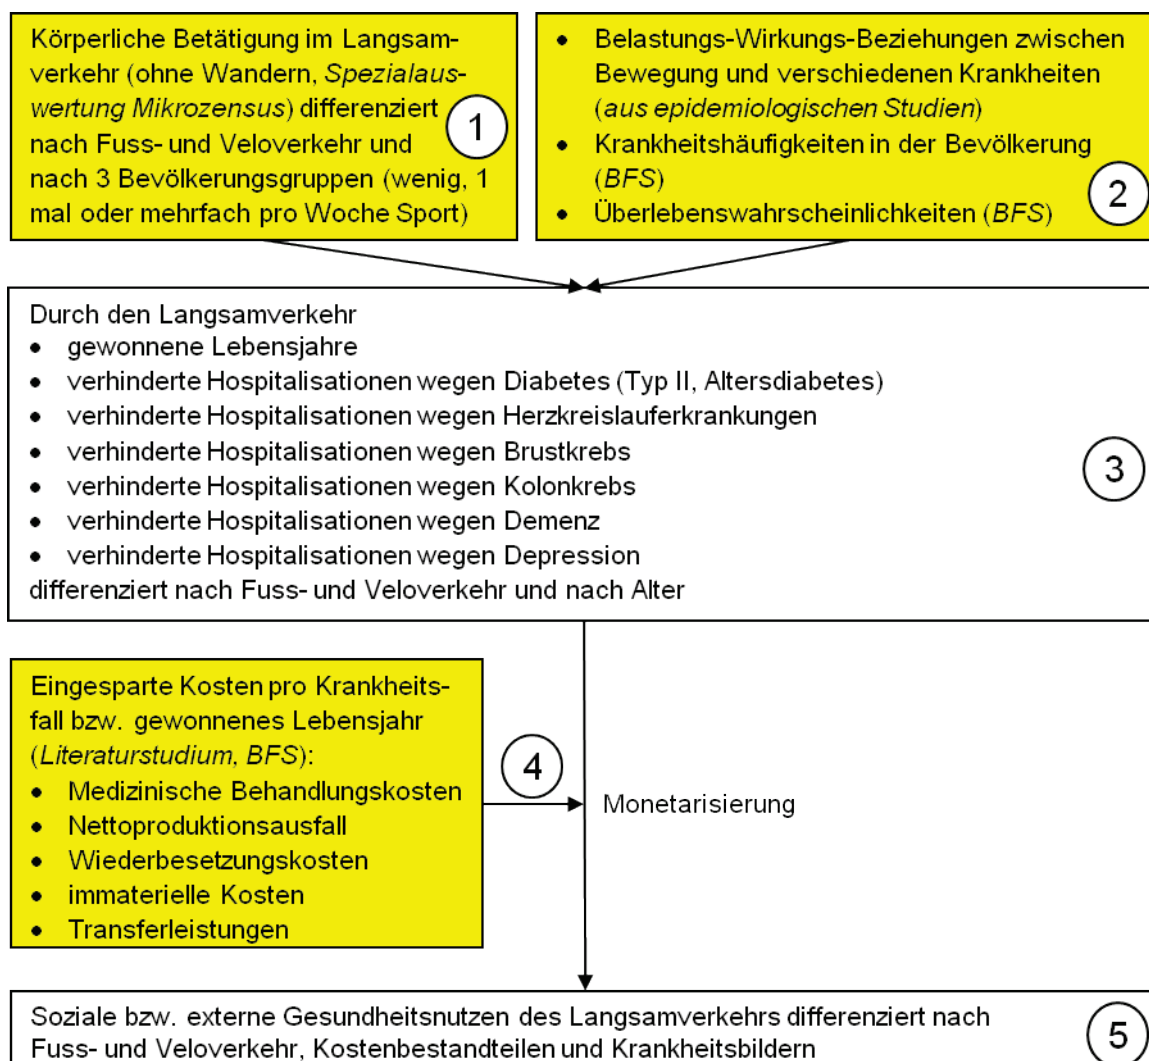 Körperliche Betätigung im Langsam-
verkehr (ohne Wandern, Spezialaus-
wertung Mikrozensus) differenziert
nach Fuss- und Veloverkehr und
nach 3 Bevölkerungsgruppen (wenig, 1
mal oder mehrfach pro Woche Sport)
1
• Belastungs-Wirkungs-Beziehungen zwischen
Bewegung und verschiedenen Krankheiten
(aus epidemiologischen Studien)
• Krankheitshäufigkeiten in der Bevölkerung
(BFS)
• Überlebenswahrscheinlichkeiten (BFS)
2
Durch den Langsamverkehr
• gewonnene Lebensjahre
• verhinderte Hospitalisationen wegen Diabetes (Typ II, Altersdiabetes)
• verhinderte Hospitalisationen wegen Herzkreislauferkrankungen
• verhinderte Hospitalisationen wegen Brustkrebs
• verhinderte Hospitalisationen wegen Kolonkrebs
• verhinderte Hospitalisationen wegen Demenz
• verhinderte Hospitalisationen wegen Depression
differenziert nach Fuss- und Veloverkehr und nach Alter
3
Eingesparte Kosten pro Krankheits-
fall bzw. gewonnenes Lebensjahr
(Literaturstudium, BFS):
• Medizinische Behandlungskosten
• Nettoproduktionsausfall
• Wiederbesetzungskosten
• immaterielle Kosten
• Transferleistungen
4
Monetarisierung
Soziale bzw. externe Gesundheitsnutzen des Langsamverkehrs differenziert nach
Fuss- und Veloverkehr, Kostenbestandteilen und Krankheitsbildern
5